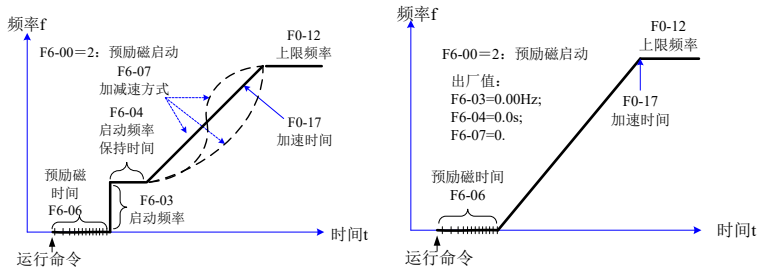 频率f
F6-00＝2：预励磁启动
F6-07
加减速方式
F6-04
启动频率
保持时间
预励磁
时间
F6-06
F6-03
启动频率
F0-12
上限频率
F0-17
加速时间
时间t
运行命令
频率f
F6-00＝2：预励磁启动
出厂值：
F6-03=0.00Hz;
F6-04=0.0s;
F6-07=0.
预励磁时间
F6-06
F0-12
上限频率
F0-17
加速时间
时间t
运行命令